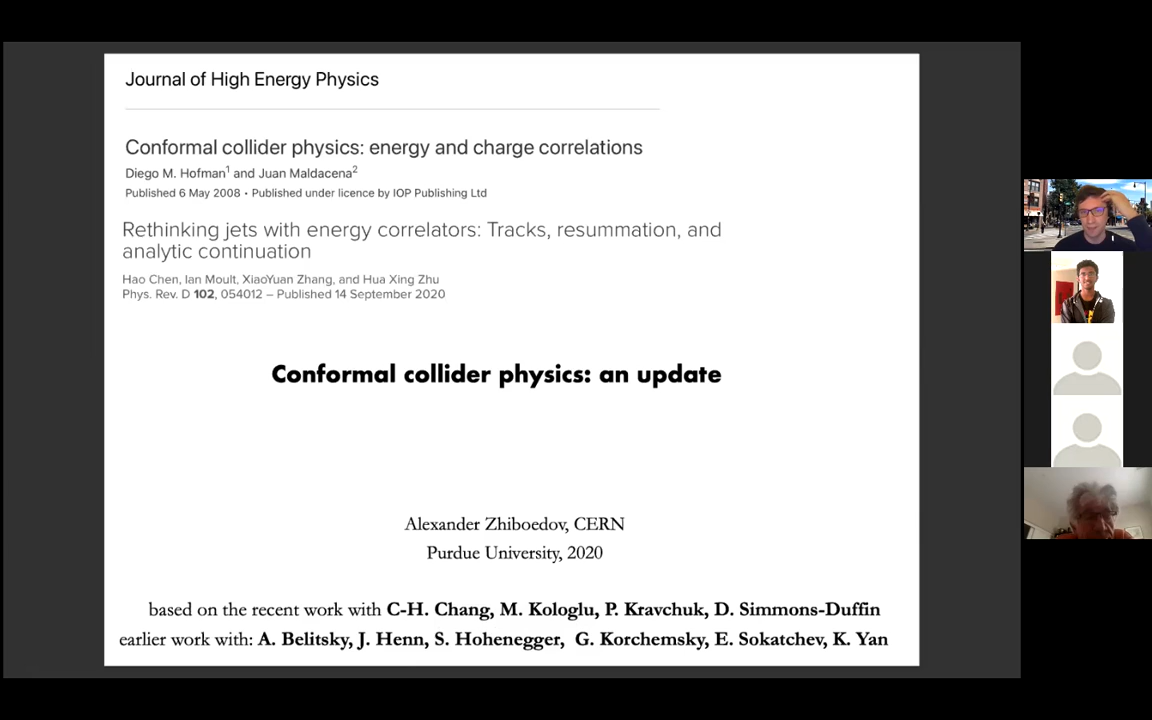 Journal of High Energy Physics
Conformal collider physics: energy and charge correlations
Diego M. Hofman1 and Juan Maldacena2
Published 6 May 2008 • Published under licence by IOP Publishing Ltd
Rethinking jets with energy correlators: Tracks, resummation, and
analytic continuation
Hao Chen, Ian Moult, XiaoYuan Zhang, and Hua Xing Zhu
Phys. Rev. D 102, 054012 – Published 14 September 2020
Conformal collider physics: an update
Alexander Zhiboedov, CERN
Purdue University, 2020
based on the recent work with C-H. Chang, M. Kologlu, P. Kravchuk, D. Simmons-Duffin
earlier work with: A. Belitsky, J. Henn, S. Hohenegger, G. Korchemsky, E. Sokatchev, K. Yan